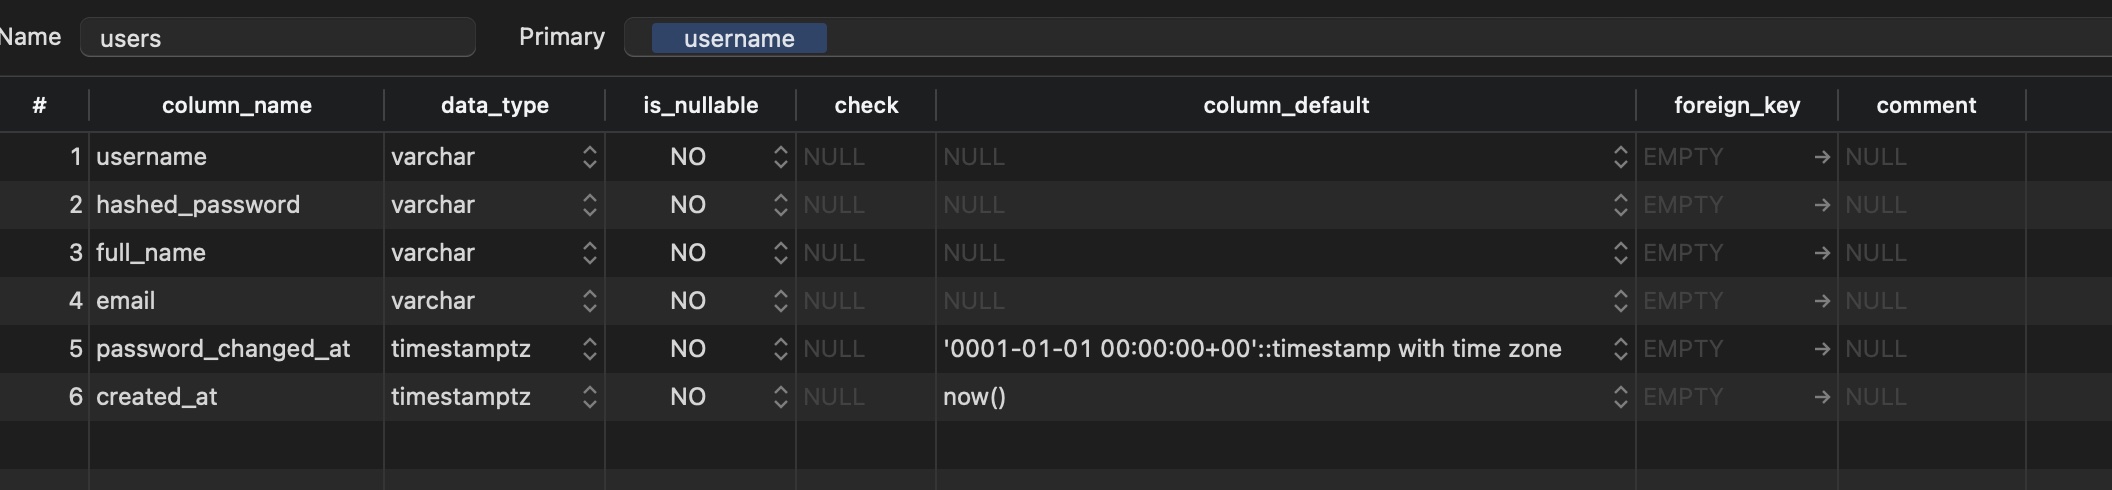 Name users Primary username
# column_name data_type is_nullable check column_default foreign_key comment
1 username varchar NO NULL NULL EMPTY → NULL
2 hashed_password varchar NO NULL NULL EMPTY → NULL
3 full_name varchar NO NULL NULL EMPTY → NULL
4 email varchar NO NULL NULL EMPTY → NULL
5 password_changed_at timestamptz NO NULL '0001-01-01 00:00:00+00'::timestamp with time zone EMPTY → NULL
6 created_at timestamptz NO NULL now() EMPTY → NULL